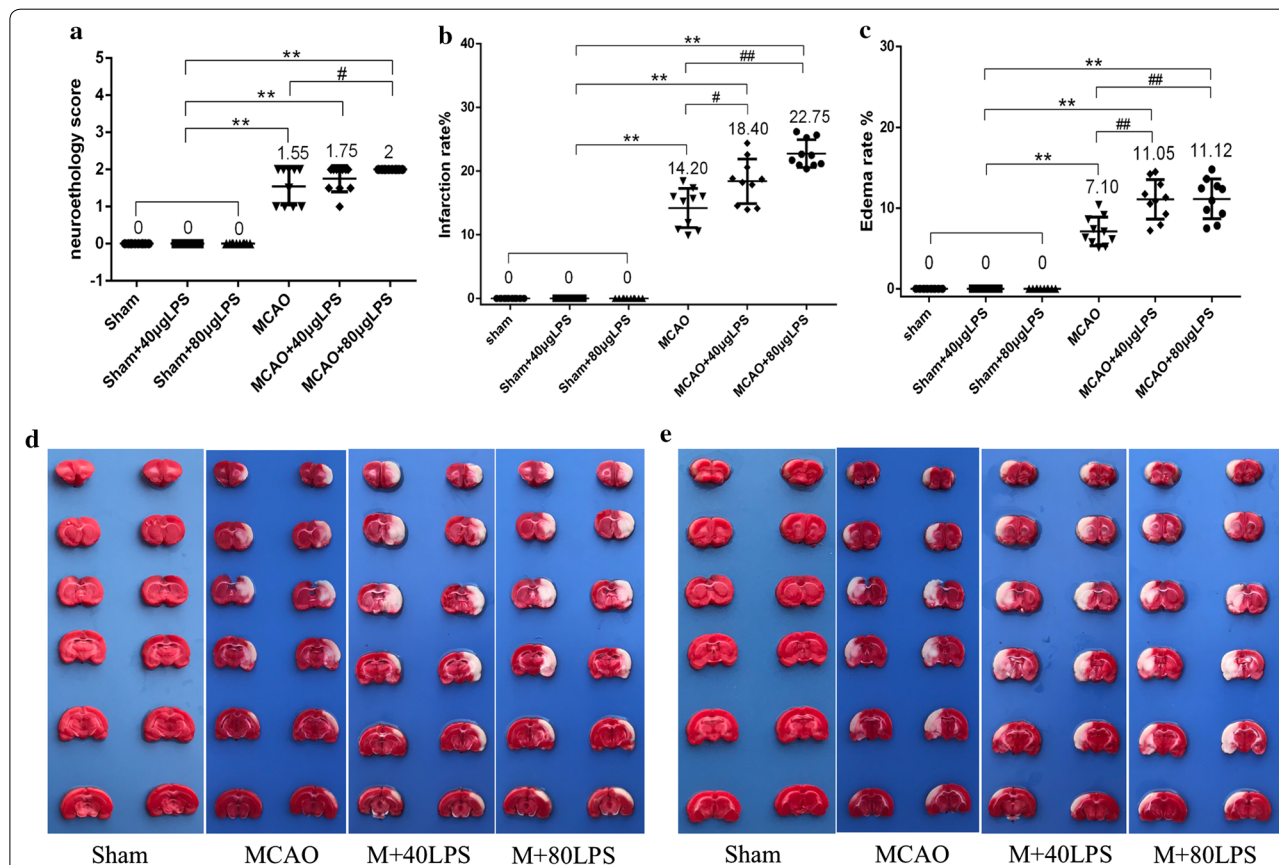 a
neuroethology score
5
4
3
2
1
0
-1
**
#
**
**
1.55
1.75
2
0
0
0
Sham
Sham+40µgLPS
Sham+80µgLPS
MCAO
MCAO+40µgLPS
MCAO+80µgLPS
b
Infarction rate%
40
30
20
10
0
**
##
**
#
**
22.75
18.40
14.20
0
0
0
sham
Sham+40µgLPS
Sham+80µgLPS
MCAO
MCAO+40µgLPS
MCAO+80µgLPS
c
Edema rate %
30
20
10
0
**
##
**
##
**
11.05
11.12
7.10
0
0
0
sham
Sham+40µgLPS
Sham+80µgLPS
MCAO
MCAO+40µgLPS
MCAO+80µgLPS
d
Sham
MCAO
M+40LPS
M+80LPS
e
Sham
MCAO
M+40LPS
M+80LPS